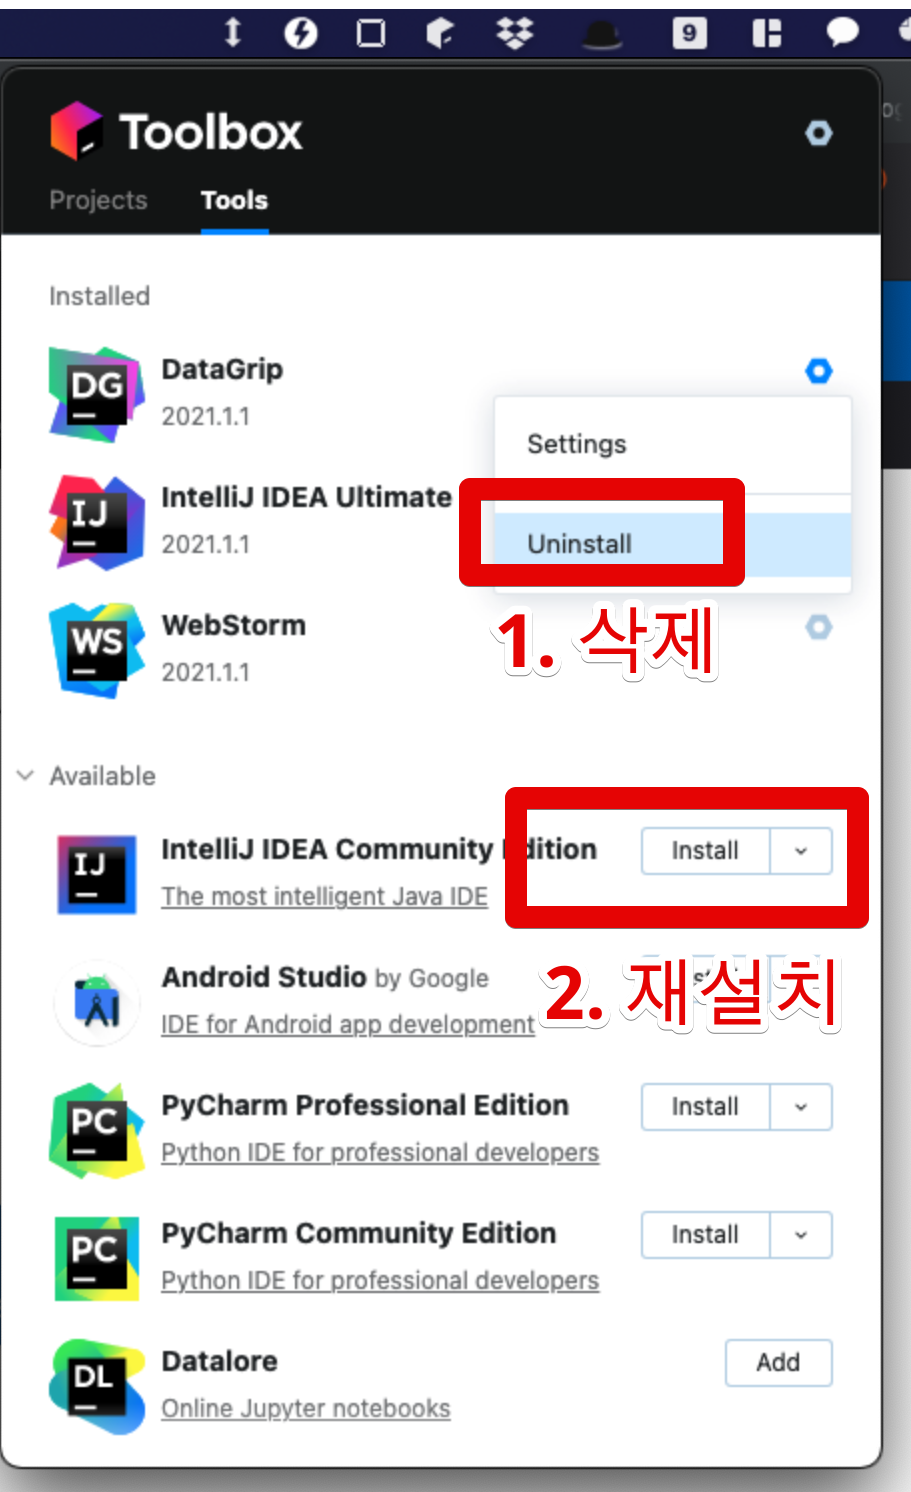 9
Toolbox
Projects Tools
Installed
DG
DataGrip
2021.1.1
Settings
IJ
IntelliJ IDEA Ultimate
2021.1.1
Uninstall
1. 삭제
WS
WebStorm
2021.1.1
Available
IJ
IntelliJ IDEA Community Edition
Install
The most intelligent Java IDE
Android Studio by Google
IDE for Android app development
2. 재설치
PC
PyCharm Professional Edition
Install
Python IDE for professional developers
PC
PyCharm Community Edition
Install
Python IDE for professional developers
DL
Datalore
Add
Online Jupyter notebooks